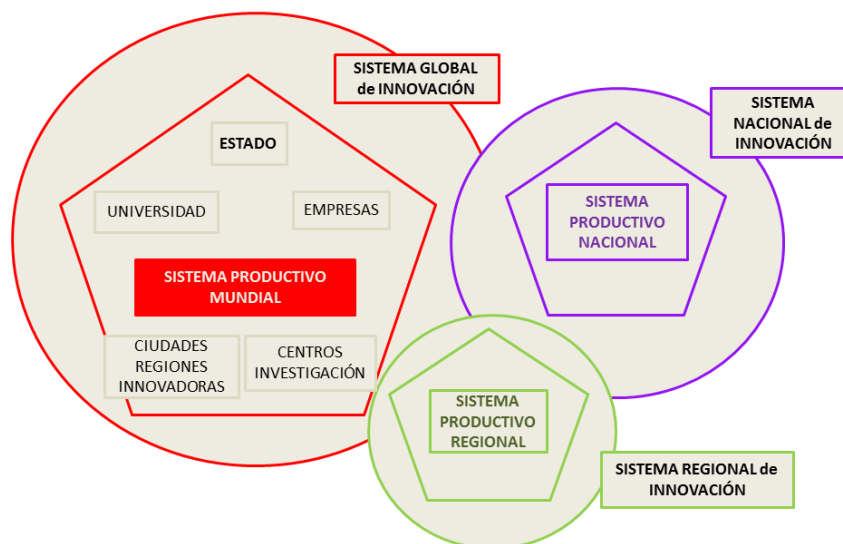 SISTEMA GLOBAL
de INNOVACIÓN
ESTADO
UNIVERSIDAD
EMPRESAS
SISTEMA PRODUCTIVO
MUNDIAL
CIUDADES
REGIONES
INNOVADORAS
CENTROS
INVESTIGACIÓN
SISTEMA
NACIONAL de
INNOVACIÓN
SISTEMA
PRODUCTIVO
NACIONAL
SISTEMA
PRODUCTIVO
REGIONAL
SISTEMA REGIONAL de
INNOVACIÓN